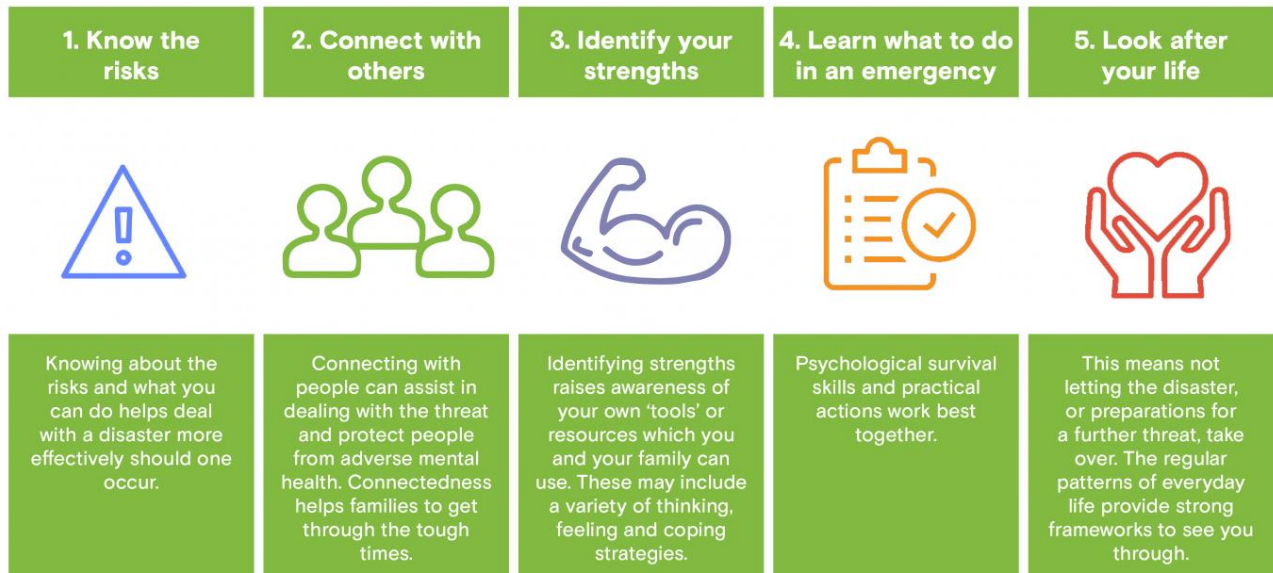 1. Know the
risks
2. Connect with
others
3. Identify your
strengths
4. Learn what to do
in an emergency
5. Look after
your life
Knowing about the
risks and what you
can do helps deal
with a disaster more
effectively should one
occur.
Connecting with
people can assist in
dealing with the threat
and protect people
from adverse mental
health. Connectedness
helps families to get
through the tough
times.
Identifying strengths
raises awareness of
your own ‘tools’ or
resources which you
and your family can
use. These may include
a variety of thinking,
feeling and coping
strategies.
Psychological survival
skills and practical
actions work best
together.
This means not
letting the disaster,
or preparations for
a further threat, take
over. The regular
patterns of everyday
life provide strong
frameworks to see you
through.